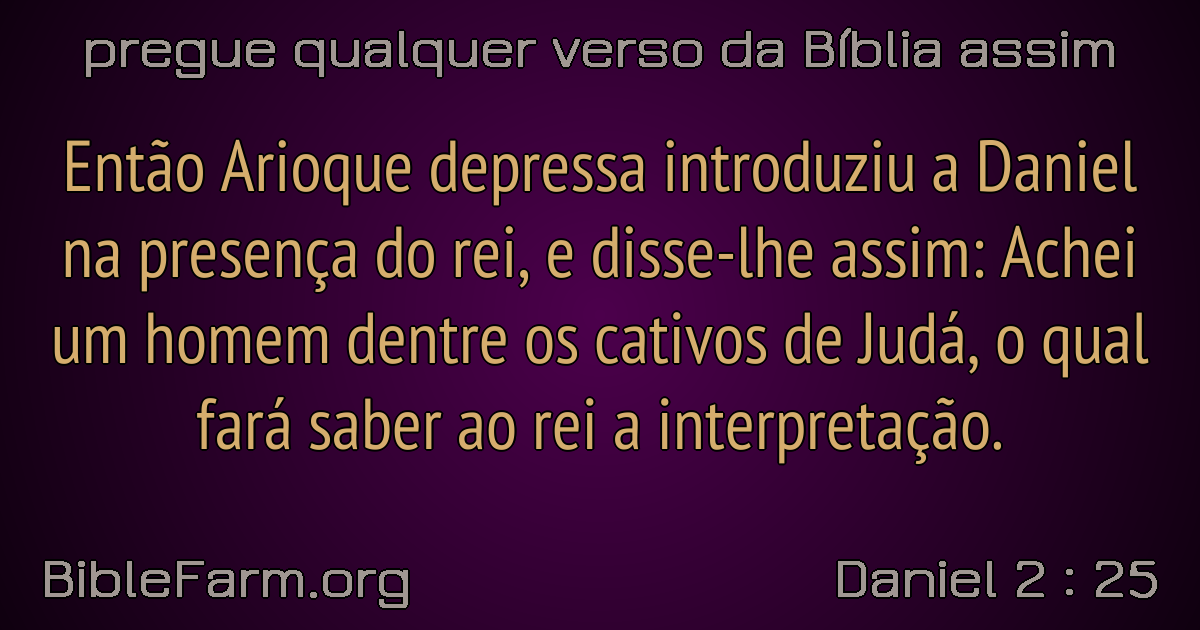 pregue qualquer verso da Bíblia assim
Então Arioque depressa introduziu a Daniel
na presença do rei, e disse-lhe assim: Achei
um homem dentre os cativos de Judá, o qual
fará saber ao rei a interpretação.
BibleFarm.org
Daniel 2 : 25